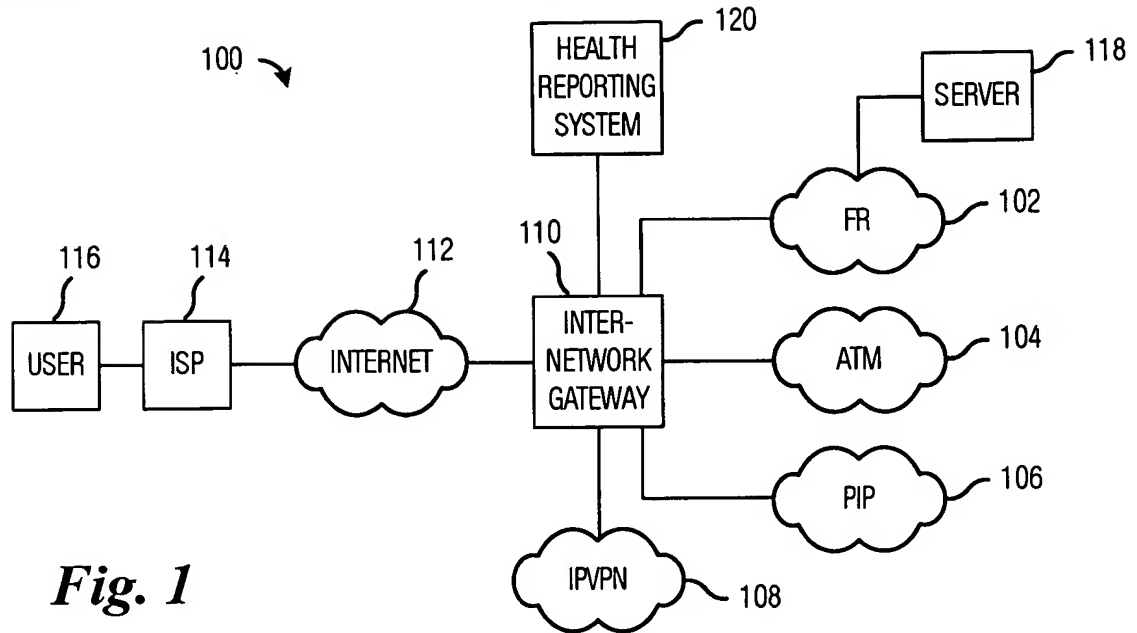 120
100
HEALTH
REPORTING
SYSTEM
118
SERVER
FR
102
110
116
114
112
USER
ISP
INTERNET
INTER-
NETWORK
GATEWAY
ATM
104
PIP
106
IPVPN
108
Fig. 1